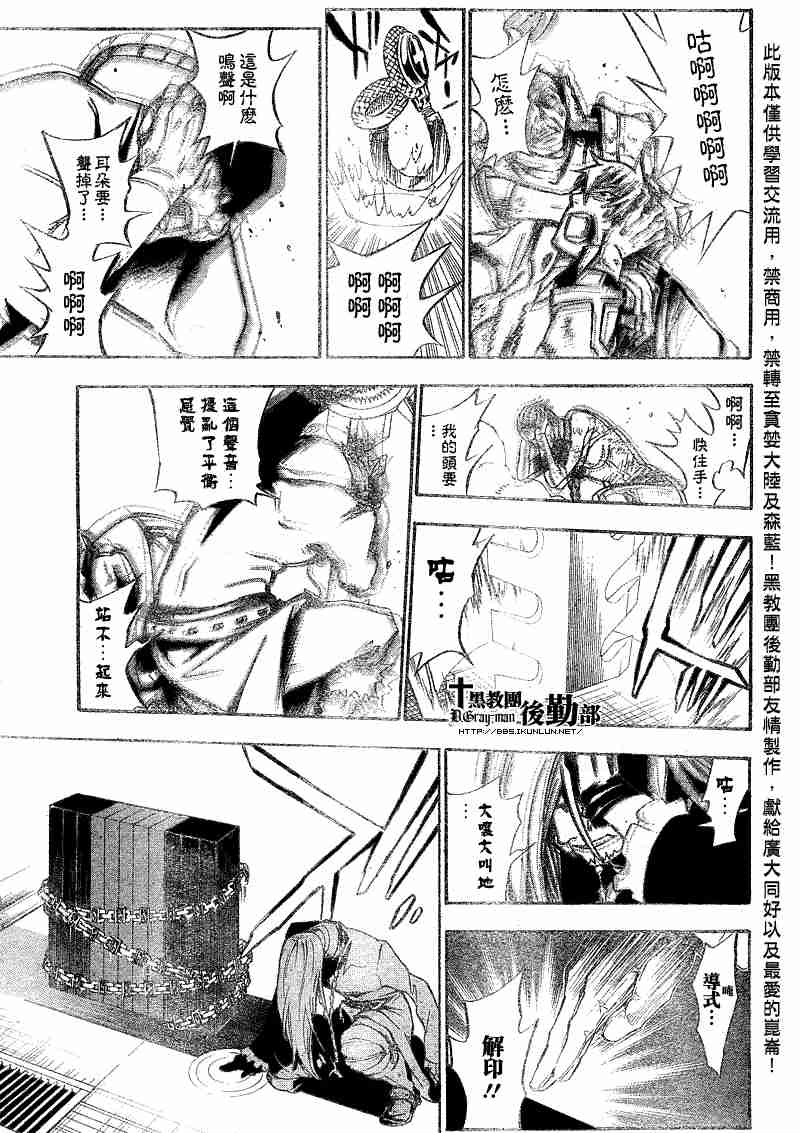 咕啊啊啊啊啊
怎麽…
啊啊啊
啊啊
這是什麽
鳴聲啊
耳朵要…
聾掉了…
啊啊啊
啊啊…
快住手…
我的頭要
…
這個聲音…
擾亂了平衡
感覺
站不…起來
咕…
十黑教團
D.Gray-man
後勤部
HTTP://BBS.IKUNLUN.NET/
咕…
大嚷大叫地
…
導式…
解印!!
此版本僅供學習交流用，禁商用，禁轉至貪婪大陸及森藍！黑教團後勤部友情製作，獻給廣大同好以及最愛的崑崙！